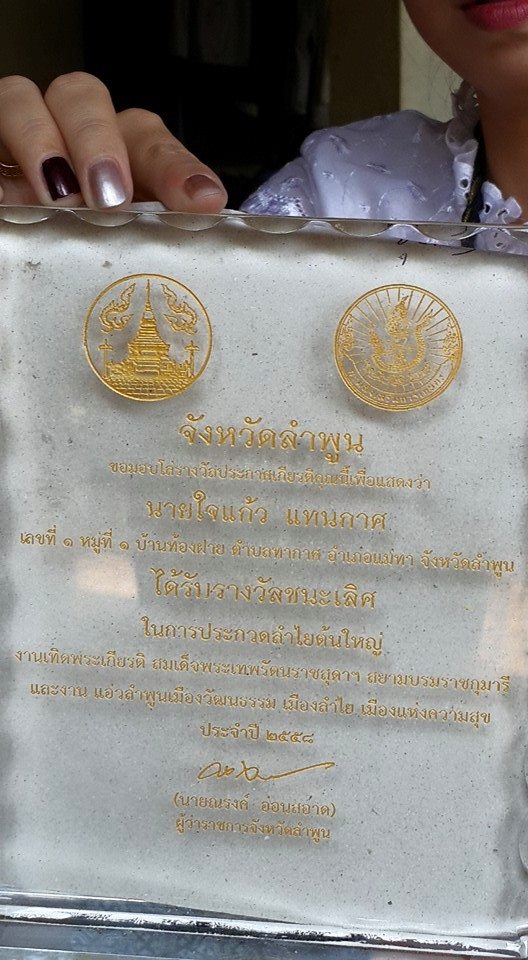 จังหวัดลำพูน
ขอมอบโล่รางวัลประกาศเกียรติคุณนี้เพื่อแสดงว่า
นายใจแก้ว แทนกาศ
เลขที่ ๑ หมู่ที่ ๑ บ้านท้องฝาย ตำบลทากาศ อำเภอแม่ทา จังหวัดลำพูน
ได้รับรางวัลชนะเลิศ
ในการประกวดลำไยต้นใหญ่
งานเทิดพระเกียรติ สมเด็จพระเทพรัตนราชสุดาฯ สยามบรมราชกุมารี
และงาน แอ่วลำพูนเมืองวัฒนธรรม เมืองลำไย เมืองแห่งความสุข
ประจำปี ๒๕๕๘
(นายณรงค์ อ่อนสอาด)
ผู้ว่าราชการจังหวัดลำพูน